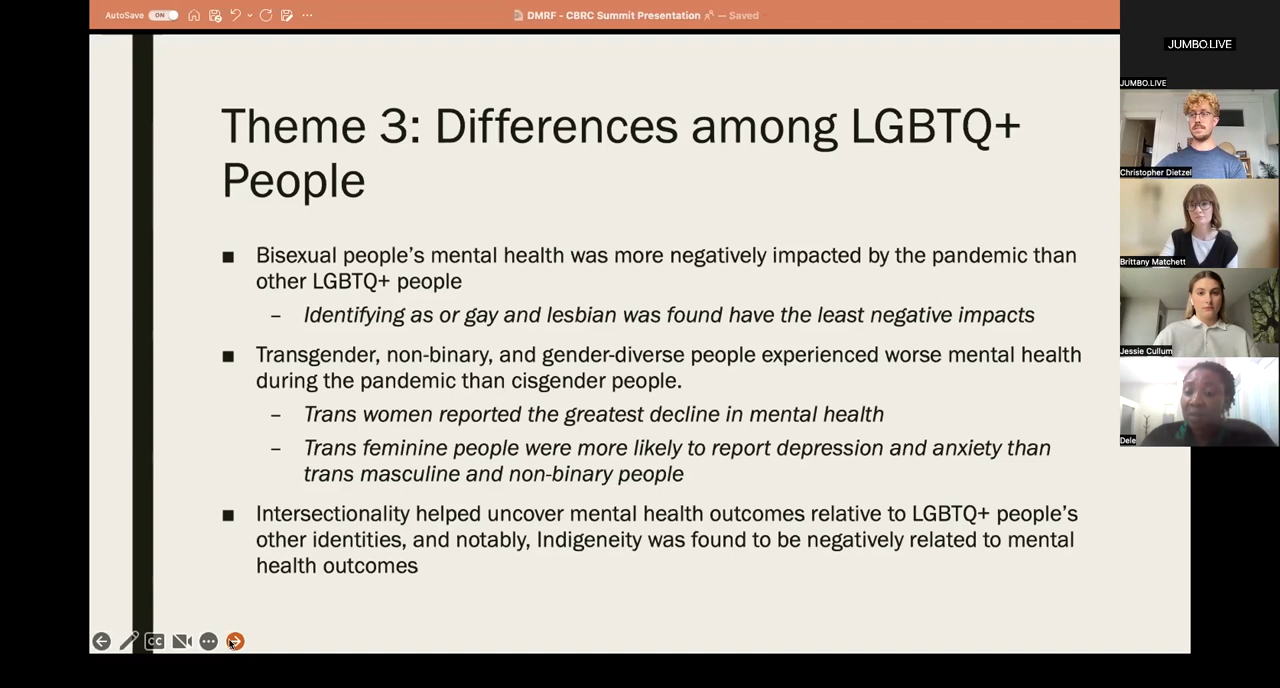 AutoSave ON
DMRF - CBRC Summit Presentation — Saved
JUMBO.LIVE
JUMBO.LIVE
Theme 3: Differences among LGBTQ+
People
■ Bisexual people’s mental health was more negatively impacted by the pandemic than
other LGBTQ+ people
– Identifying as or gay and lesbian was found have the least negative impacts
■ Transgender, non-binary, and gender-diverse people experienced worse mental health
during the pandemic than cisgender people.
– Trans women reported the greatest decline in mental health
– Trans feminine people were more likely to report depression and anxiety than
trans masculine and non-binary people
■ Intersectionality helped uncover mental health outcomes relative to LGBTQ+ people’s
other identities, and notably, Indigeneity was found to be negatively related to mental
health outcomes
Christopher Dietzel
Brittany Matchett
Jessie Cullum
Dele
CC